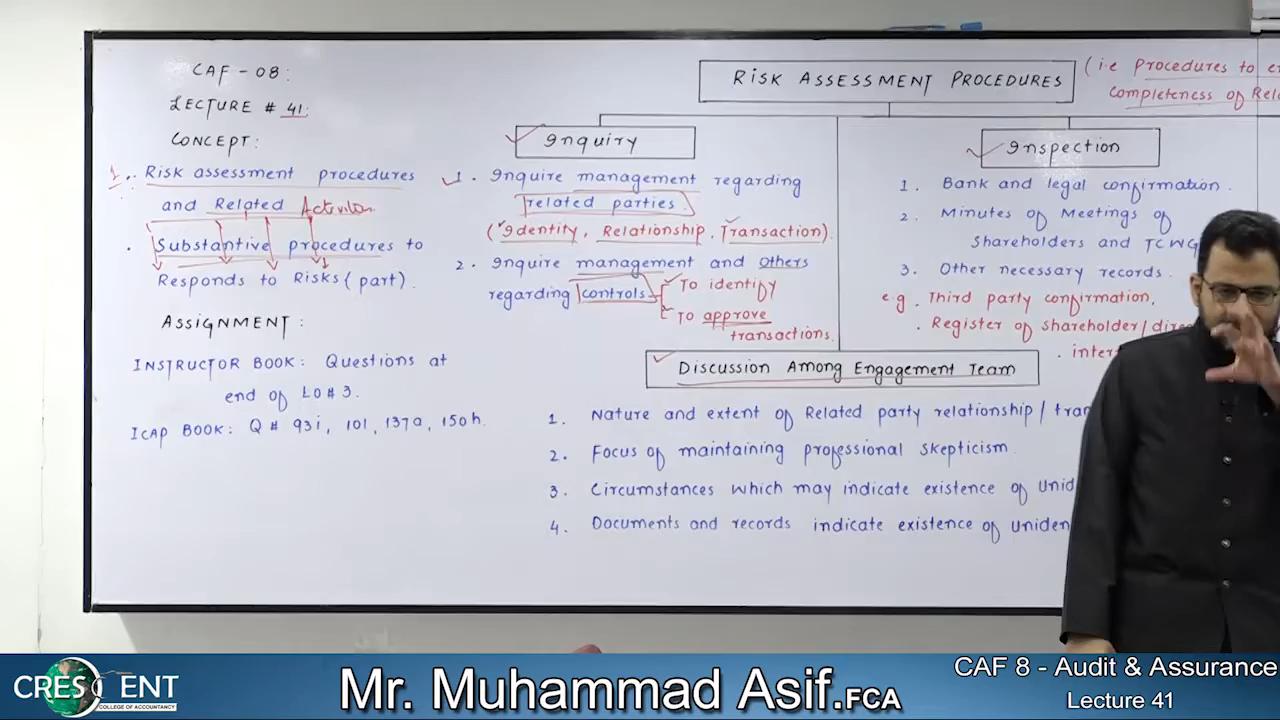 CAF - 08:
LECTURE # 41:
CONCEPT:
1. Risk assessment procedures
and Related Activities
. Substantive procedures to
Responds to Risks (part).
ASSIGNMENT:
INSTRUCTOR BOOK: Questions at
end of LO# 3.
ICAP BOOK: Q # 93i, 101, 137a, 150h.
RISK ASSESSMENT PROCEDURES
(i.e Procedures to
Completeness of
Inquiry
1. Inquire management regarding
related parties.
(Identity, Relationship, Transaction).
2. Inquire management and others
regarding controls
To identify
To approve
transactions.
Inspection
1. Bank and legal confirmation.
2. Minutes of Meetings of
Shareholders and TCWG
3. Other necessary records.
e.g. Third party confirmation,
. Register of shareholder/
.
Discussion Among Engagement Team
1. Nature and extent of Related party relationship/
2. Focus of maintaining professional skepticism.
3. Circumstances which may indicate existence of
4. Documents and records indicate existence of
CRESCENT
COLLEGE OF ACCOUNTANCY
Mr. Muhammad Asif.FCA
CAF 8 - Audit & Assurance
Lecture 41